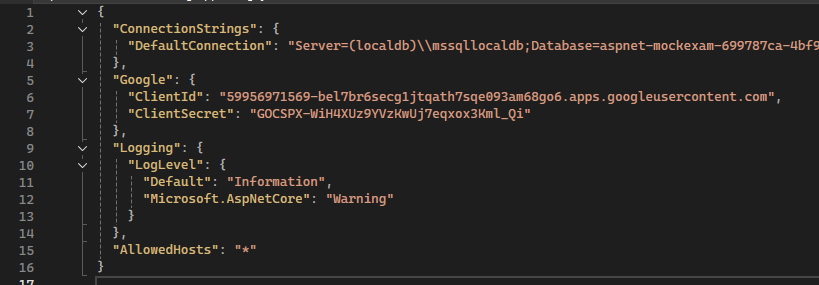 1 {
2 "ConnectionStrings": {
3 "DefaultConnection": "Server=(localdb)\\mssqllocaldb;Database=aspnet-mockexam-699787ca-4bf9
4 },
5 "Google": {
6 "ClientId": "59956971569-bel7br6secg1jtqath7sqe093am68go6.apps.googleusercontent.com",
7 "ClientSecret": "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"
8 },
9 "Logging": {
10 "LogLevel": {
11 "Default": "Information",
12 "Microsoft.AspNetCore": "Warning"
13 }
14 },
15 "AllowedHosts": "*"
16 }
17